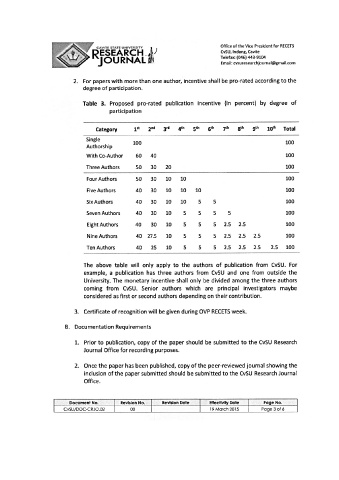 CAVITE STATE UNIVERSITY
RESEARCH
JOURNAL
Office of the Vice President for RECETS
CvSU, Indang, Cavite
Telefax: (046) 443-9104
Email: cvsuresearchjournal@gmail.com
2. For papers with more than one author, incentive shall be pro-rated according to the
degree of participation.
Table 3. Proposed pro-rated publication incentive (in percent) by degree of
participation
Category 1st 2nd 3rd 4th 5th 6th 7th 8th 9th 10th Total
Single
Authorship 100 100
With Co-Author 60 40 100
Three Authors 50 30 20 100
Four Authors 50 30 10 10 100
Five Authors 40 30 10 10 10 100
Six Authors 40 30 10 10 5 5 100
Seven Authors 40 30 10 5 5 5 5 100
Eight Authors 40 30 10 5 5 5 2.5 2.5 100
Nine Authors 40 27.5 10 5 5 5 2.5 2.5 2.5 100
Ten Authors 40 25 10 5 5 5 2.5 2.5 2.5 2.5 100
The above table will only apply to the authors of publication from CvSU. For
example, a publication has three authors from CvSU and one from outside the
University. The monetary incentive shall only be divided among the three authors
coming from CvSU. Senior authors which are principal investigators maybe
considered as first or second authors depending on their contribution.
3. Certificate of recognition will be given during OVP RECETS week.
B. Documentation Requirements
1. Prior to publication, copy of the paper should be submitted to the CvSU Research
Journal Office for recording purposes.
2. Once the paper has been published, copy of the peer-reviewed journal showing the
inclusion of the paper submitted should be submitted to the CvSU Research Journal
Office.
Document No. Revision No. Revision Date Effectivity Date Page No.
CvSU-DOC-CRJO.02 00 19 March 2015 Page 3 of 6